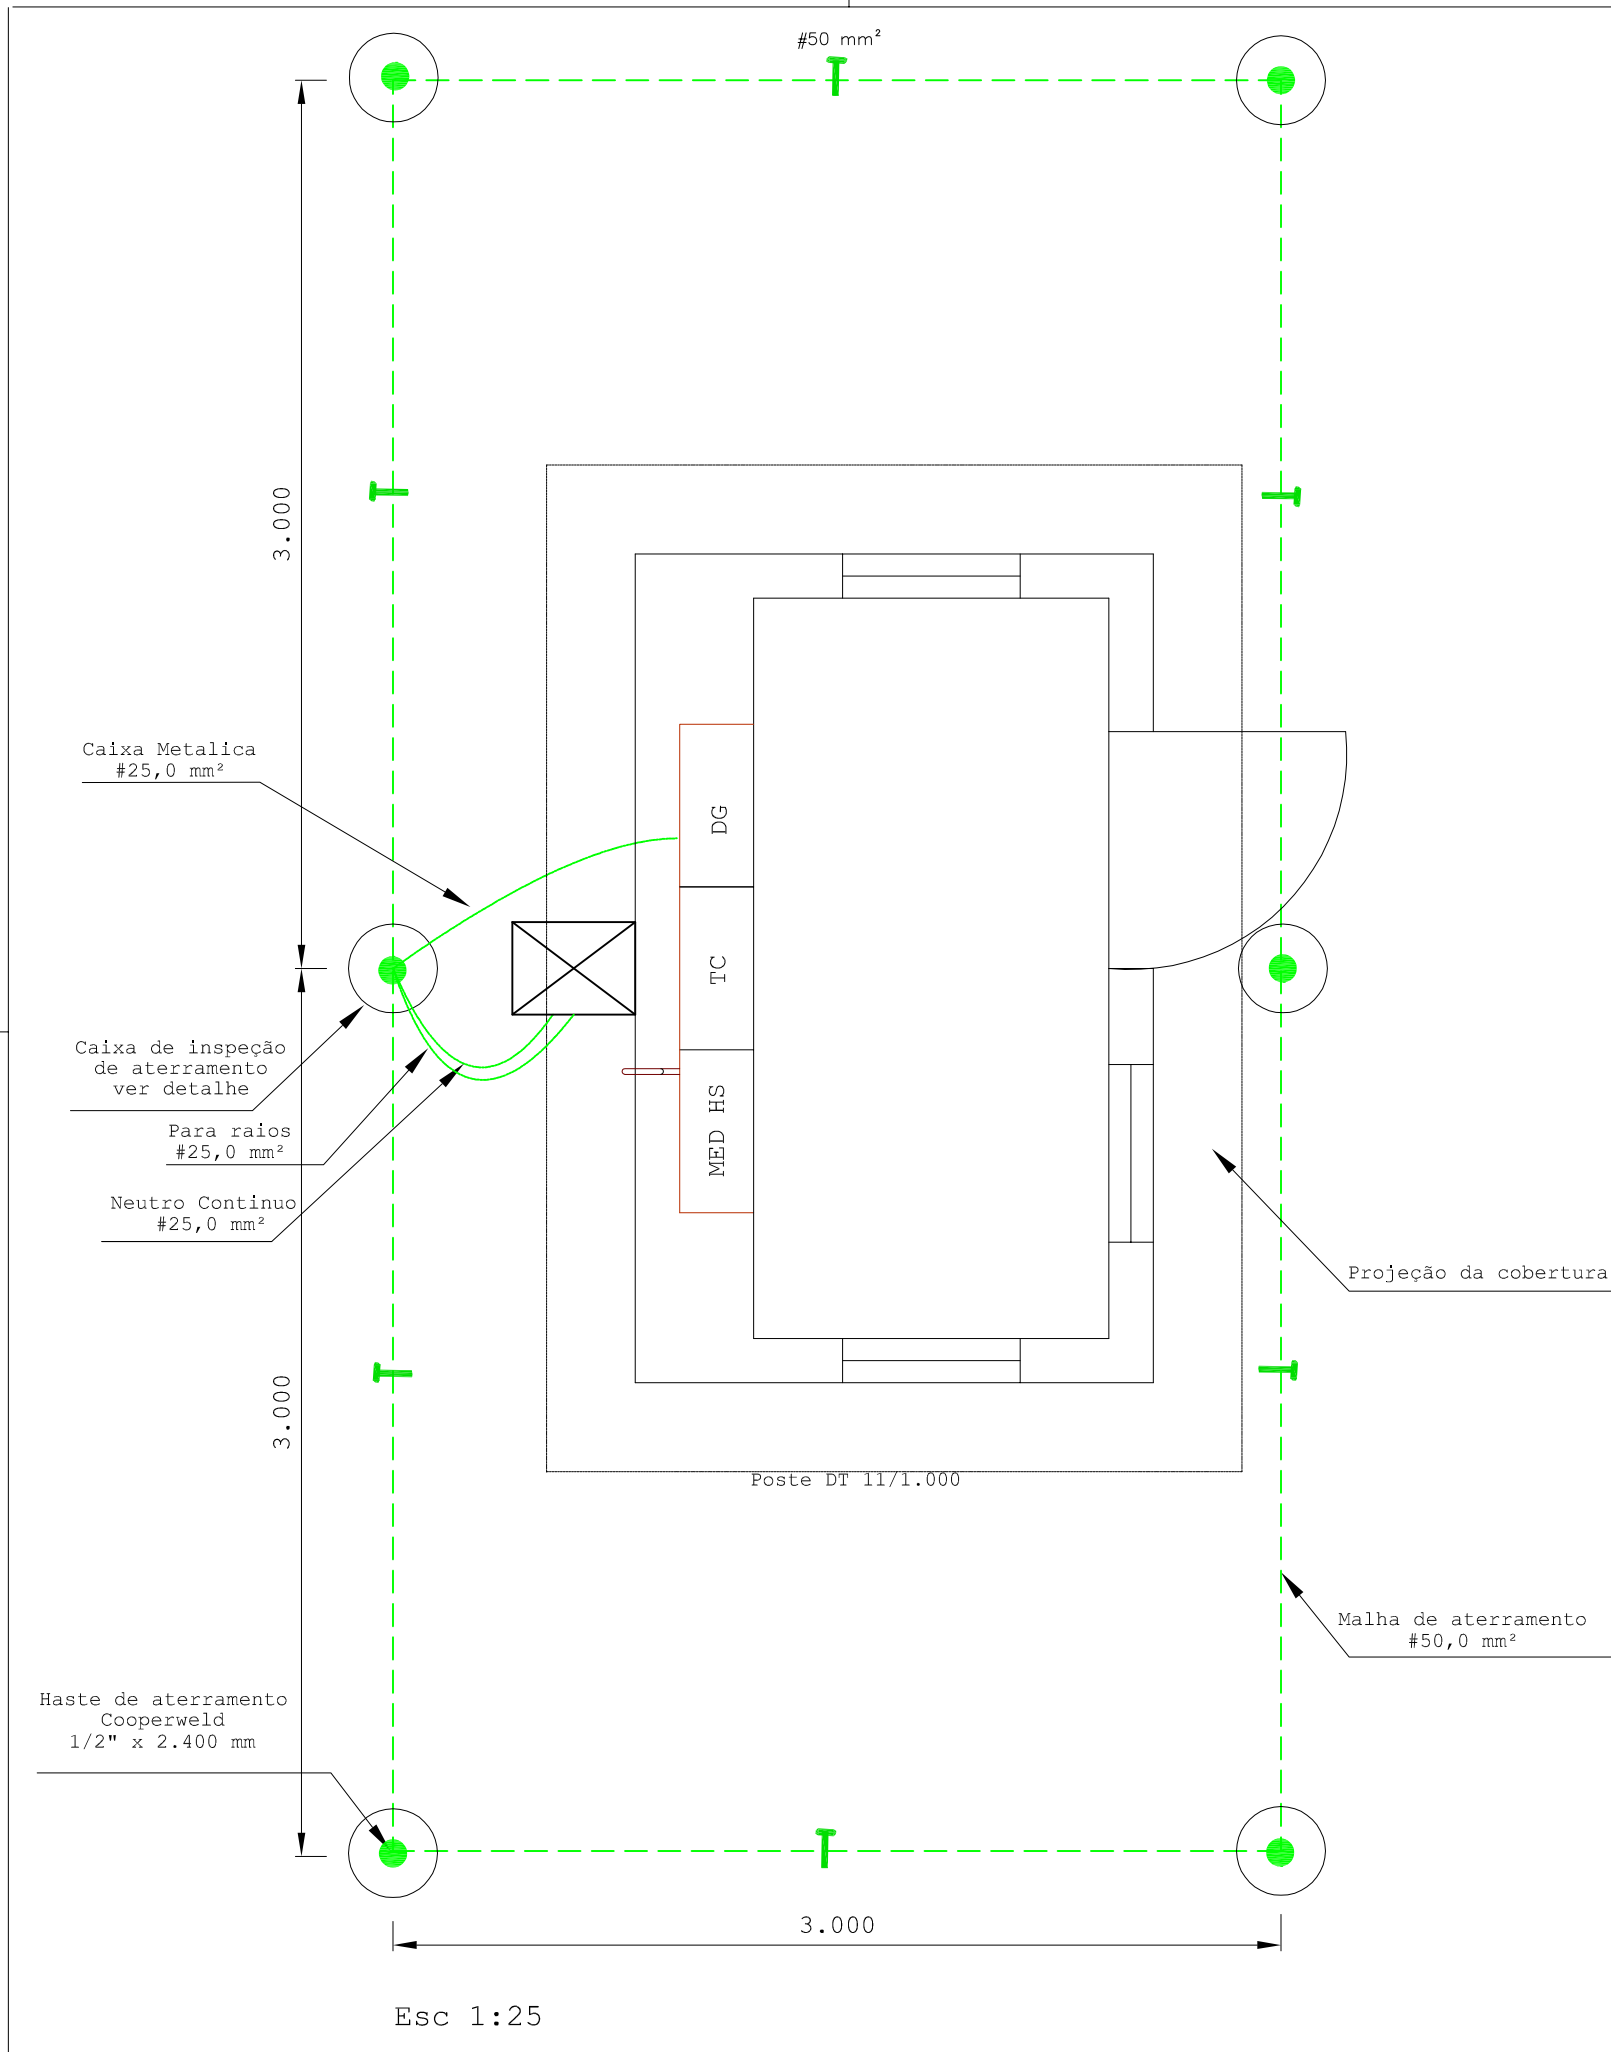 #50 mm²
3.000
Caixa Metalica
#25,0 mm²
DG
TC
MED HS
Caixa de inspeção
de aterramento
ver detalhe
Para raios
#25,0 mm²
Neutro Continuo
#25,0 mm²
Projeção da cobertura
3.000
Poste DT 11/1.000
Malha de aterramento
#50,0 mm²
Haste de aterramento
Cooperweld
1/2" x 2.400 mm
3.000
Esc 1:25